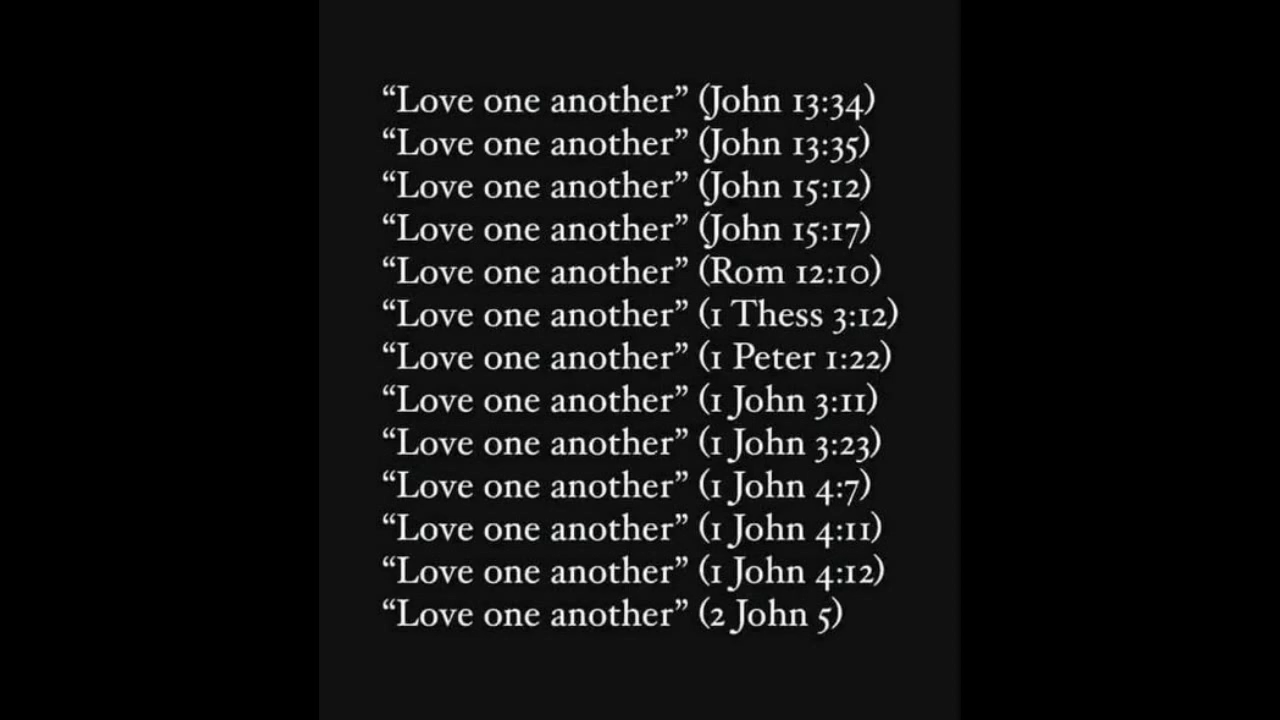 “Love one another” (John 13:34)
“Love one another” (John 13:35)
“Love one another” (John 15:12)
“Love one another” (John 15:17)
“Love one another” (Rom 12:10)
“Love one another” (1 Thess 3:12)
“Love one another” (1 Peter 1:22)
“Love one another” (1 John 3:11)
“Love one another” (1 John 3:23)
“Love one another” (1 John 4:7)
“Love one another” (1 John 4:11)
“Love one another” (1 John 4:12)
“Love one another” (2 John 5)